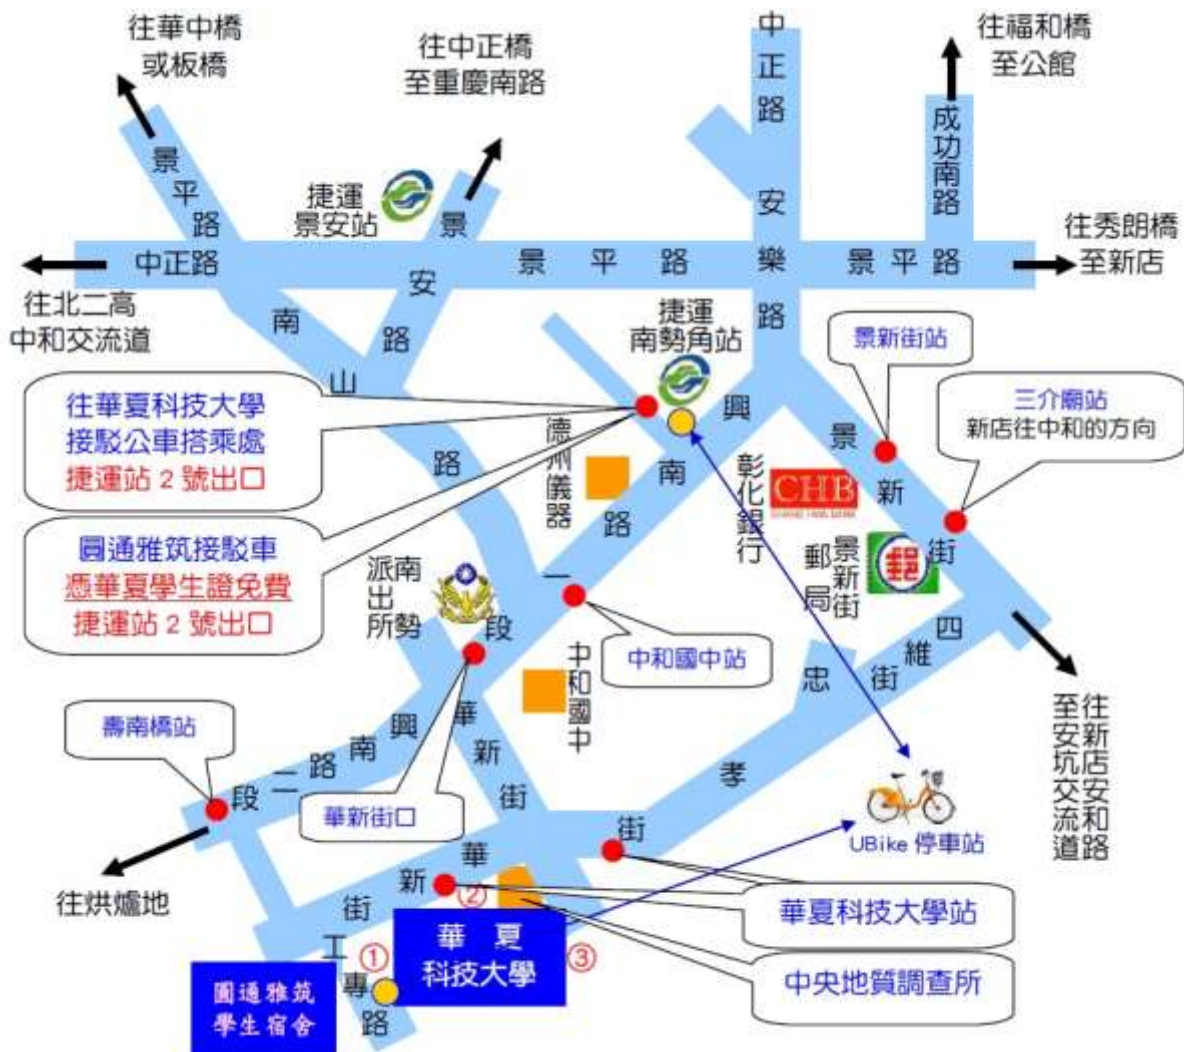 往華中橋
或板橋
往中正橋
至重慶南路
中正路
往福和橋
至公館
成功南路
景平路
捷運
景安站
景安路
中正路
景平路
安樂路
景平路
往秀朗橋
至新店
往北二高
中和交流道
南山路
捷運
南勢角站
景新街站
三介廟站
新店往中和的方向
往華夏科技大學
接駁公車搭乘處
捷運站 2 號出口
圓通雅筑接駁車
憑華夏學生證免費
捷運站 2 號出口
德州儀器
興南路一段
彰化銀行
CHB
景新街
景新街
郵局
郵
南勢
派出所
中和國中站
中和國中
四維街
忠孝街
往新店安和路
至安坑交流道
壽南橋站
興南路二段
華新街
華新街口
UBike 停車站
往烘爐地
華新街
②
華夏科技大學站
華 夏
科技大學
①
③
中央地質調查所
工專路
圓通雅筑
學生宿舍